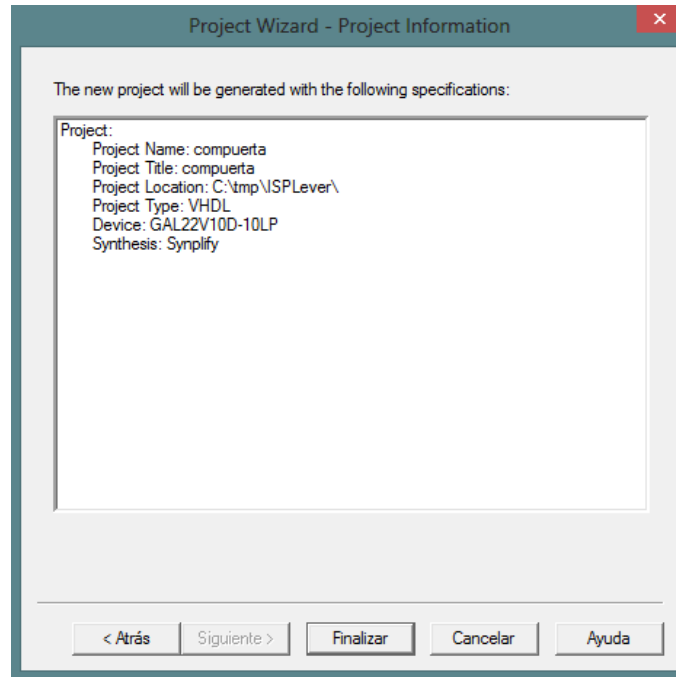 Project Wizard - Project Information
The new project will be generated with the following specifications:
Project:
Project Name: compuerta
Project Title: compuerta
Project Location: C:\tmp\ISPLever\
Project Type: VHDL
Device: GAL22V10D-10LP
Synthesis: Synplify
< Atrás Siguiente > Finalizar Cancelar Ayuda